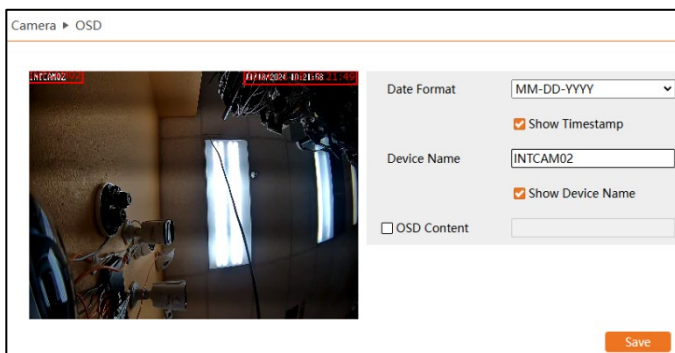 Camera ▶ OSD
INTCAM02
Date Format
MM-DD-YYYY
Show Timestamp
Device Name
INTCAM02
Show Device Name
OSD Content
Save